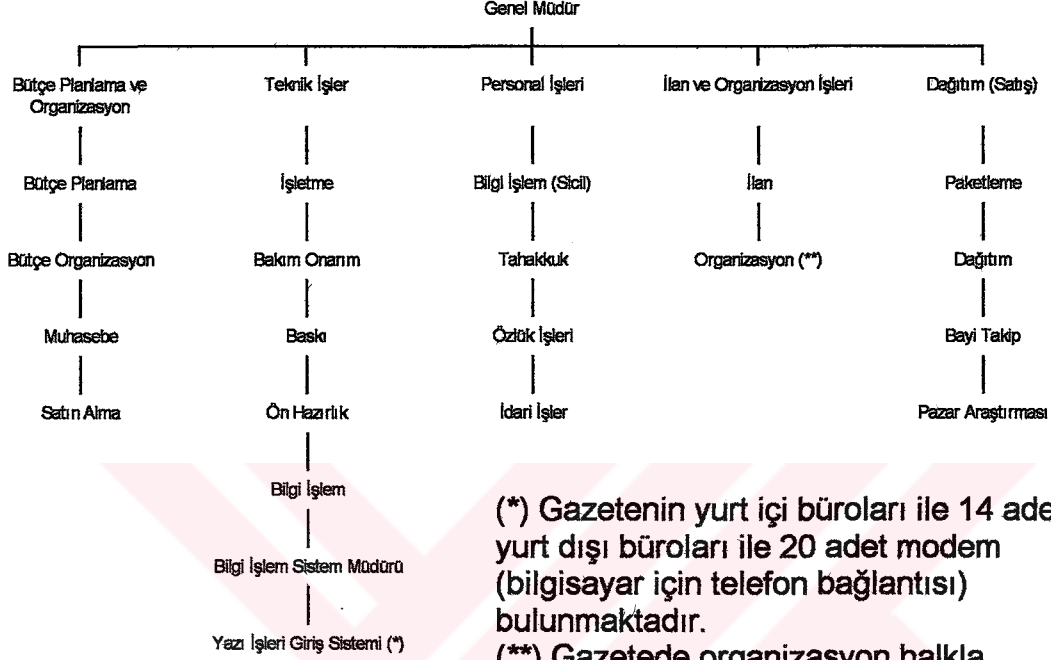 Genel Müdür
Bütçe Planlama ve Organizasyon
Teknik İşler
Personal İşleri
İlan ve Organizasyon İşleri
Dağıtım (Satış)
Bütçe Planlama
İşletme
Bilgi İşlem (Sicil)
İlan
Paketleme
Bütçe Organizasyon
Bakım Onarım
Tahakkuk
Organizasyon (**)
Dağıtım
Muhasebe
Baskı
Özlük İşleri
Bayi Takip
Satın Alma
Ön Hazırlık
İdari İşler
Pazar Araştırması
Bilgi İşlem
Bilgi İşlem Sistem Müdürü
Yazı İşleri Giriş Sistemi (*)
(*) Gazetenin yurt içi büroları ile 14 ade
yurt dışı büroları ile 20 adet modem
(bilgisayar için telefon bağlantısı)
bulunmaktadır.
(**) Gazetede organizasyon halkla